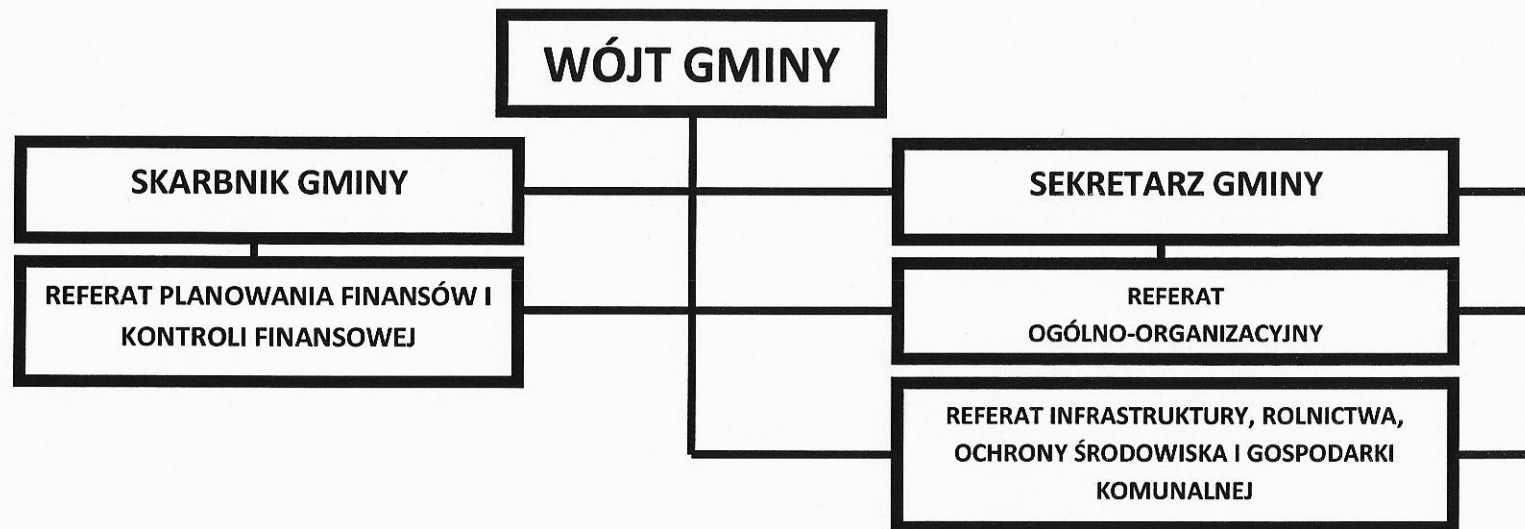 WÓJT GMINY
SKARBNIK GMINY
SEKRETARZ GMINY
REFERAT PLANOWANIA FINANSÓW I
KONTROLI FINANSOWEJ
REFERAT
OGÓLNO-ORGANIZACYJNY
REFERAT INFRASTRUKTURY, ROLNICTWA,
OCHRONY ŚRODOWISKA I GOSPODARKI
KOMUNALNEJ